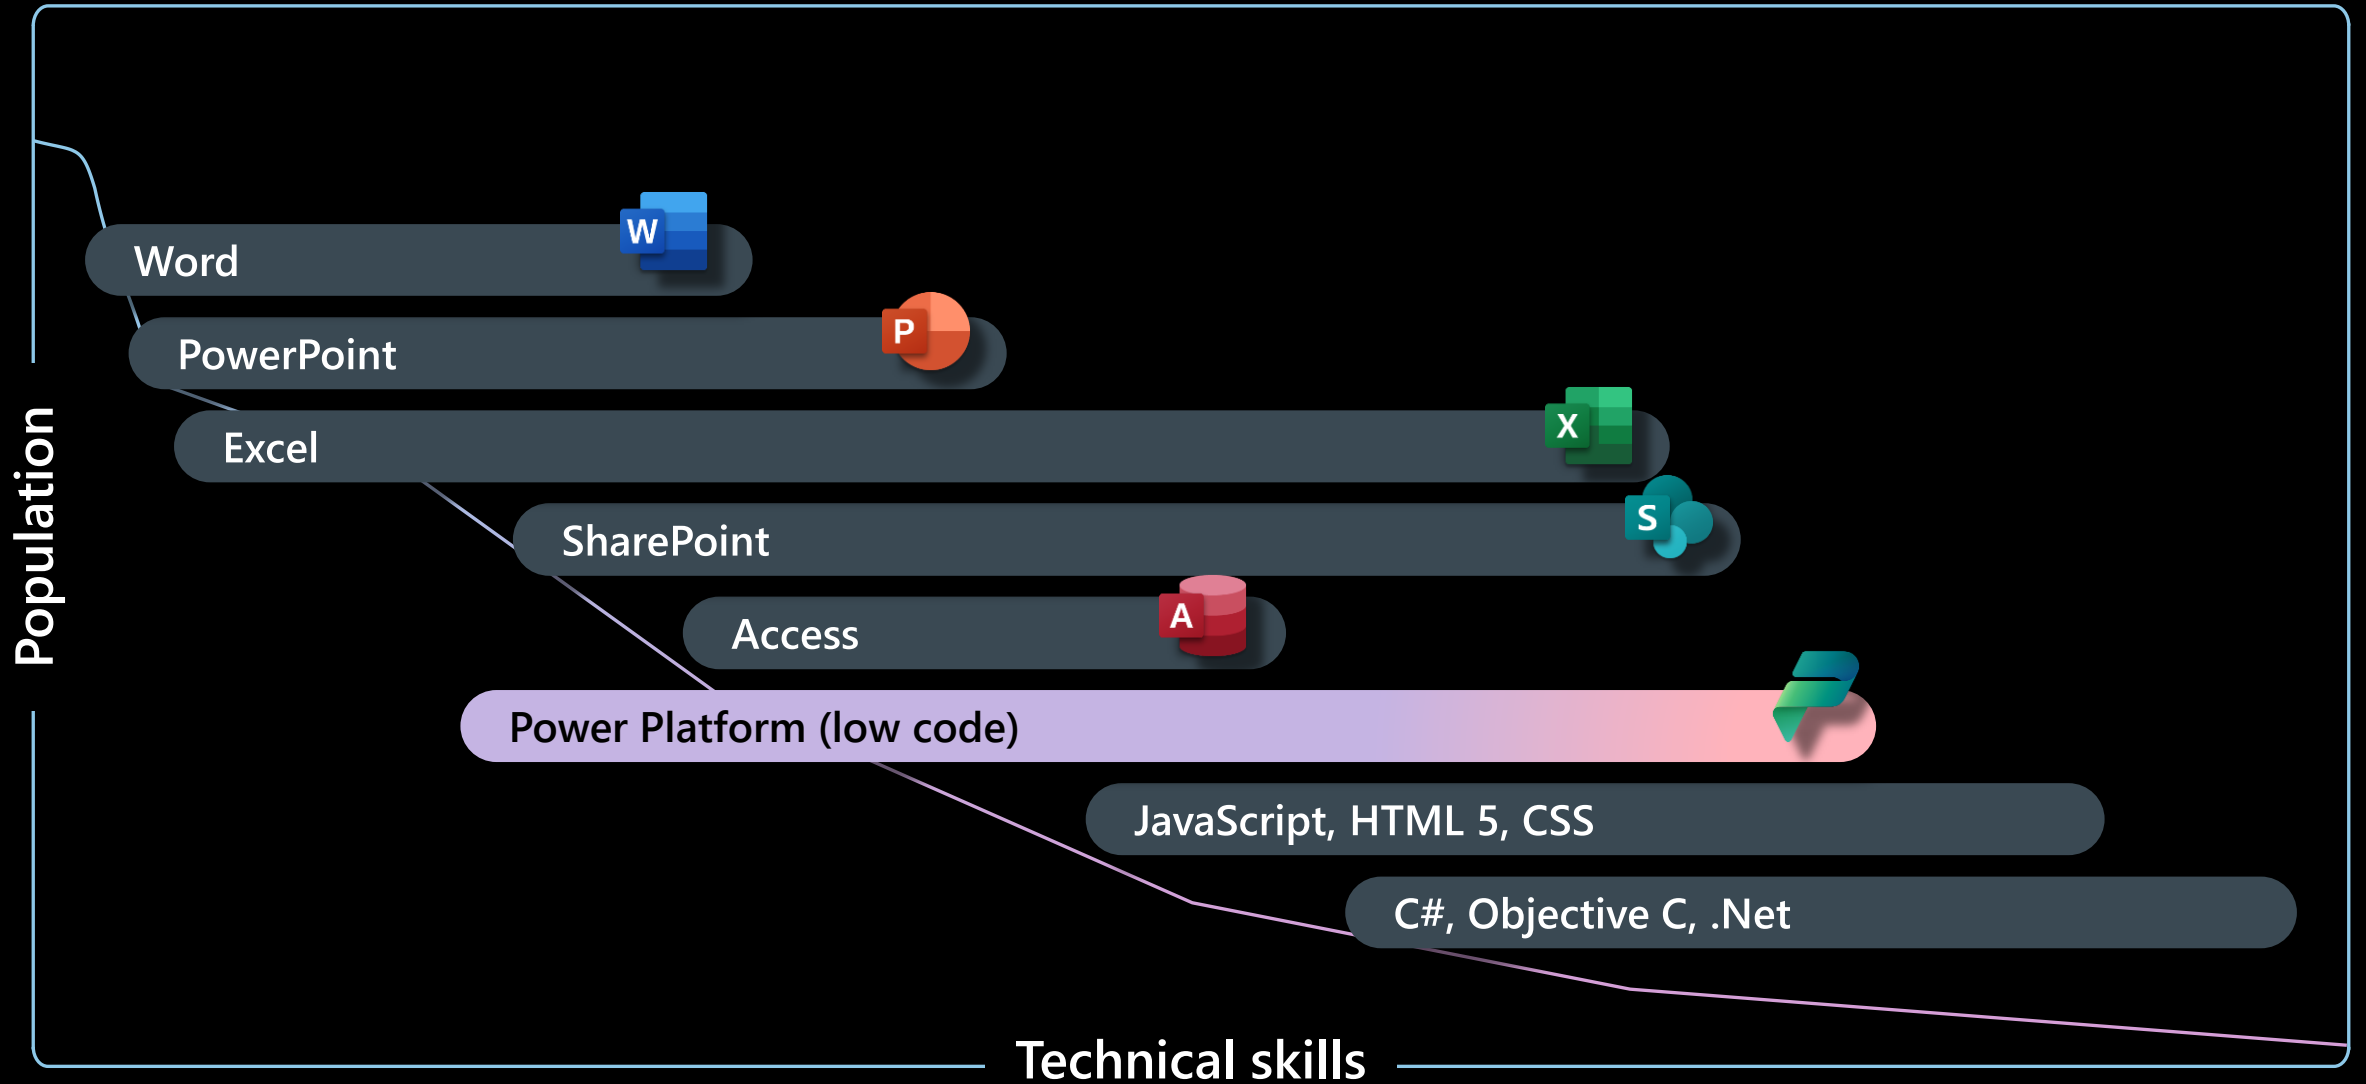 Word
W
PowerPoint
P
Excel
X
SharePoint
S
Access
A
Power Platform (low code)
JavaScript, HTML 5, CSS
C#, Objective C, .Net
Population
Technical skills